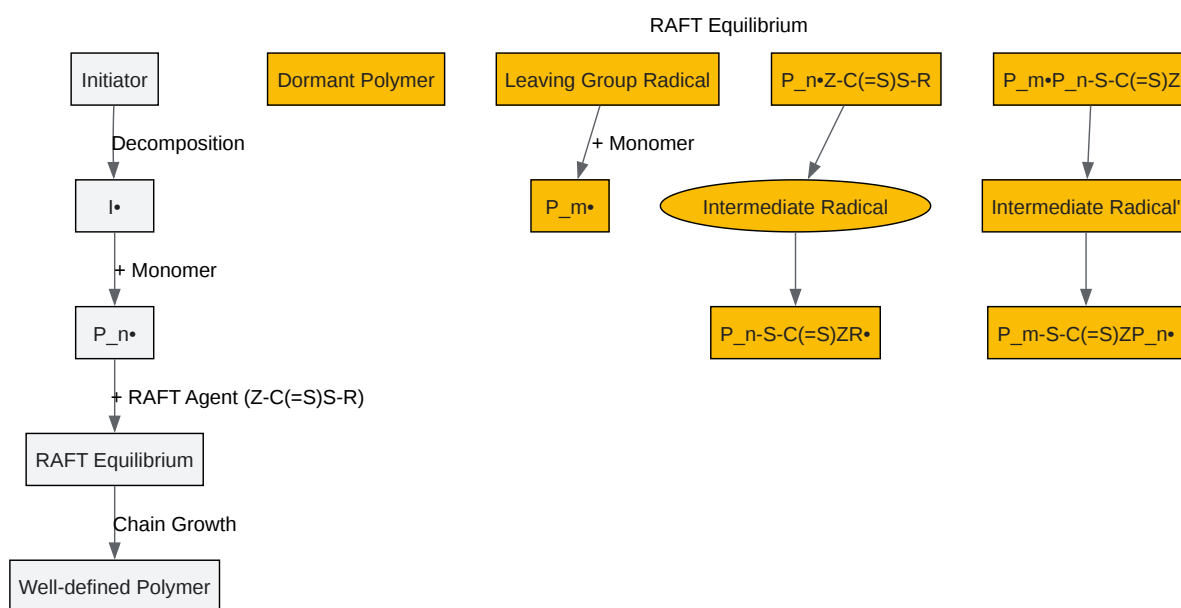 RAFT Equilibrium
Initiator
Dormant Polymer
Leaving Group Radical
P_n•Z-C(=S)S-R
P_m•P_n-S-C(=S)Z
Decomposition
+ Monomer
I•
P_m•
Intermediate Radical
Intermediate Radical'
+ Monomer
P_n•
P_n-S-C(=S)ZR•
P_m-S-C(=S)ZP_n•
+ RAFT Agent (Z-C(=S)S-R)
RAFT Equilibrium
Chain Growth
Well-defined Polymer